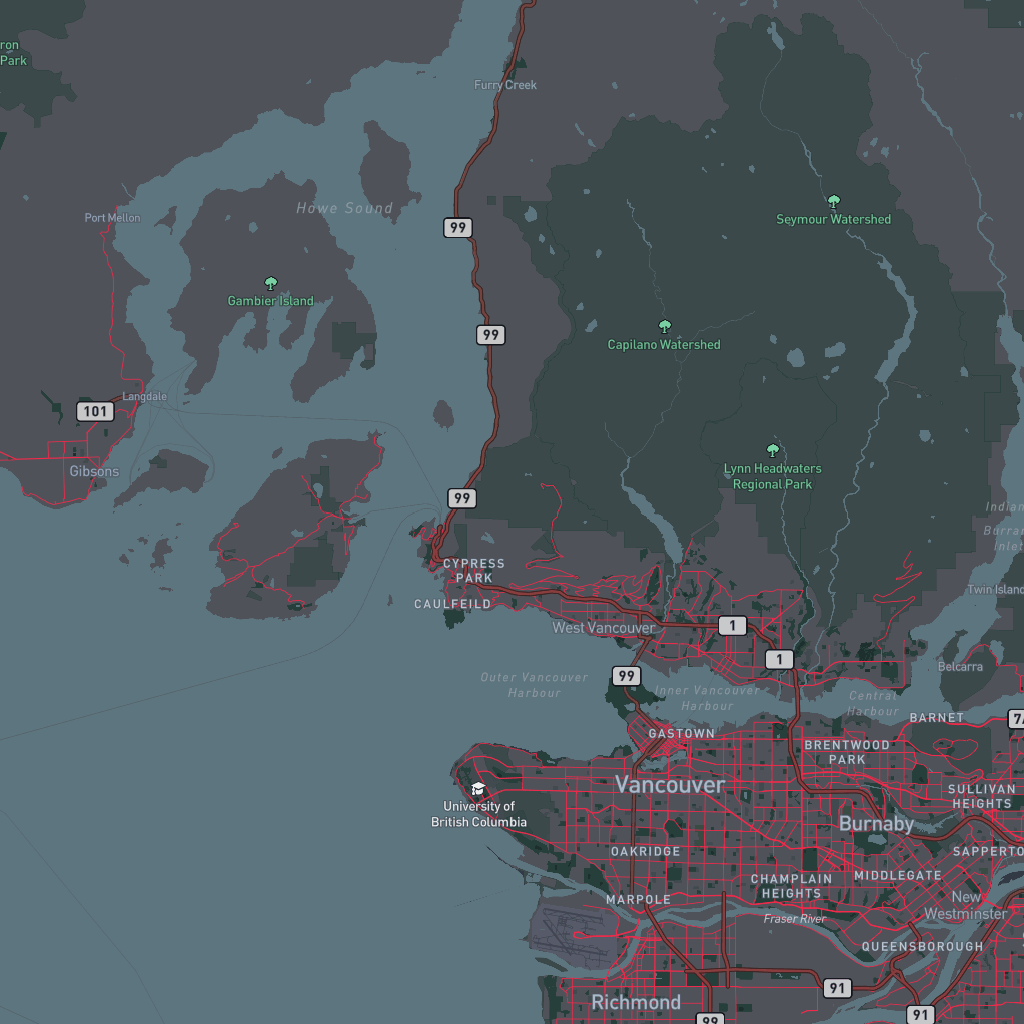 ron
Park
Furry Creek
Howe Sound
Port Mellon
Seymour Watershed
99
Gambier Island
99
Capilano Watershed
Langdale
101
Gibsons
Lynn Headwaters
Regional Park
99
Indian
Burra
Inlet
CYPRESS
PARK
Twin Island
CAULFEILD
West Vancouver
1
1
Belcarra
99
Outer Vancouver
Harbour
Inner Vancouver
Harbour
Central
Harbour
BARNET
7A
GASTOWN
BRENTWOOD
PARK
Vancouver
SULLIVAN
HEIGHTS
University of
British Columbia
Burnaby
OAKRIDGE
SAPPERTO
CHAMPLAIN
HEIGHTS
MIDDLEGATE
MARPOLE
New
Westminster
Fraser River
QUEENSBOROUGH
91
Richmond
99
91